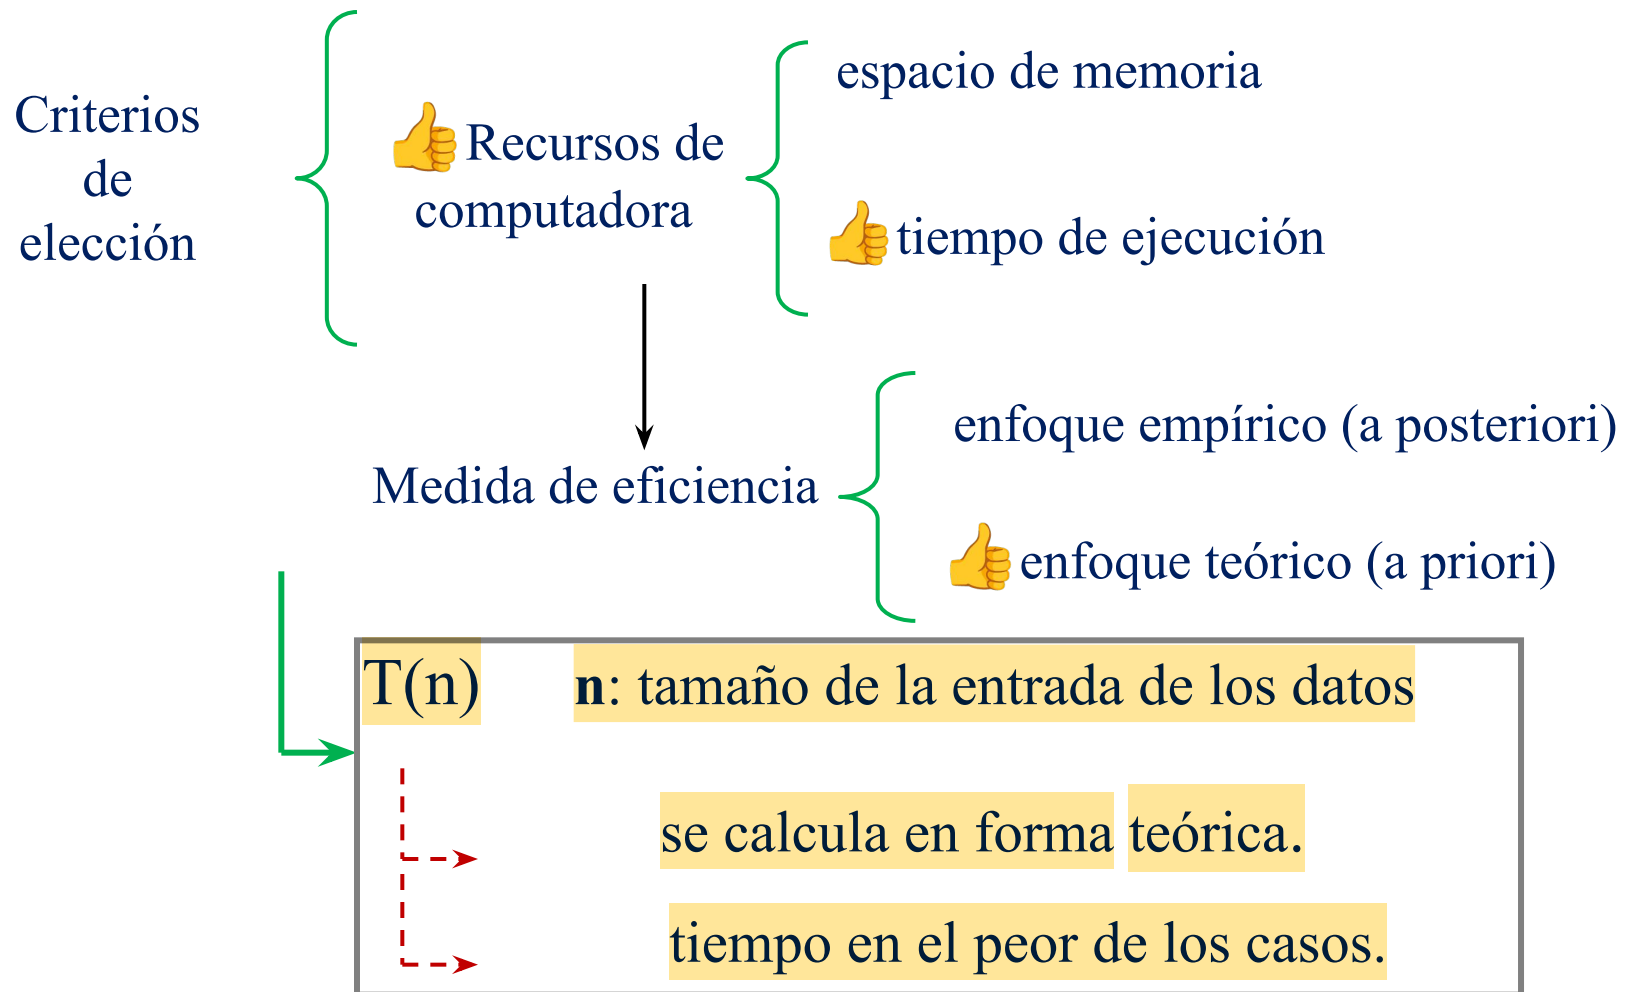 Criterios
de
elección
👍Recursos de
computadora
espacio de memoria
👍tiempo de ejecución
Medida de eficiencia
enfoque empírico (a posteriori)
👍enfoque teórico (a priori)
T(n) n: tamaño de la entrada de los datos
se calcula en forma teórica.
tiempo en el peor de los casos.